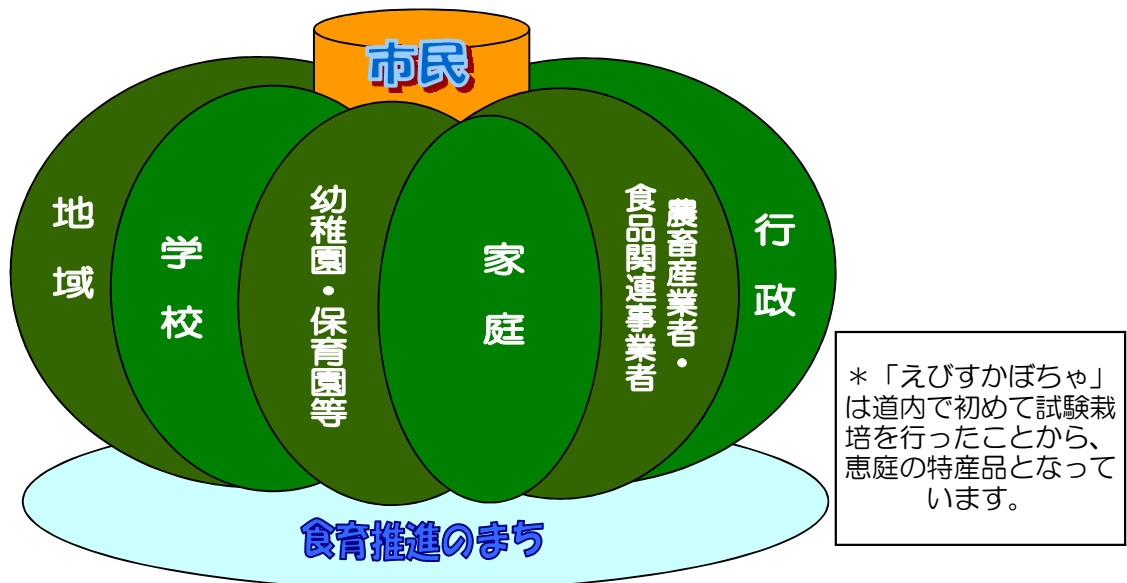 市民
地域
学校
幼稚園・保育園等
家庭
農畜産業者・
食品関連事業者
行政
食育推進のまち
＊「えびすかぼちゃ」
は道内で初めて試験栽
培を行ったことから、
恵庭の特産品となって
います。